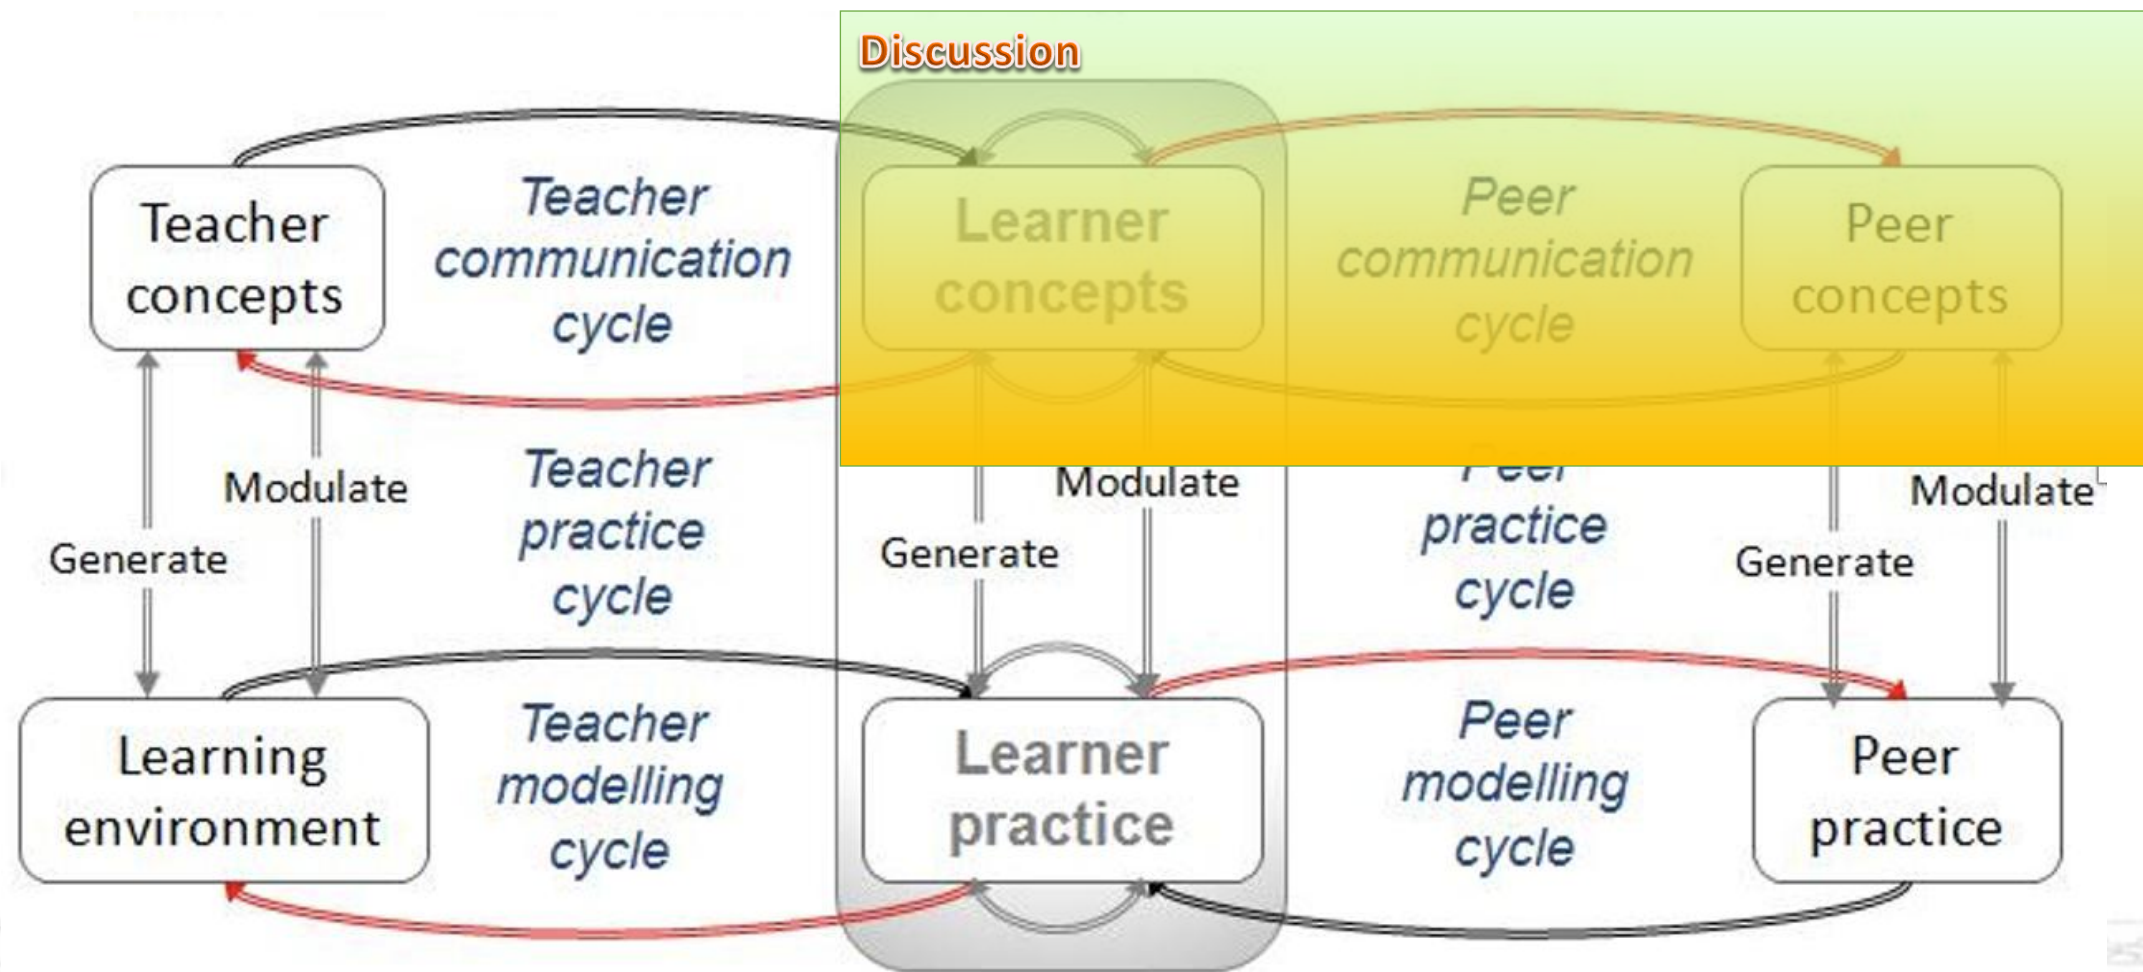 Discussion
Teacher
concepts
Teacher
communication
cycle
Learner
concepts
Peer
communication
cycle
Peer
concepts
Generate
Modulate
Teacher
practice
cycle
Generate
Modulate
Peer
practice
cycle
Generate
Modulate
Learning
environment
Teacher
modelling
cycle
Learner
practice
Peer
modelling
cycle
Peer
practice